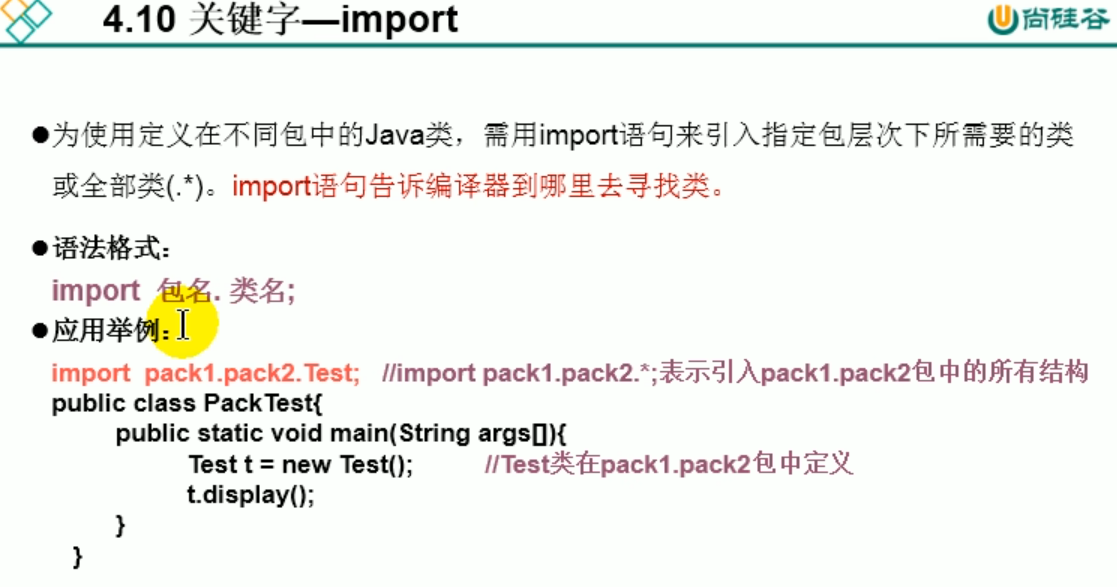 4.10 关键字—import
尚硅谷
●为使用定义在不同包中的Java类，需用import语句来引入指定包层次下所需要的类
或全部类(.*)。import语句告诉编译器到哪里去寻找类。
●语法格式：
import 包名. 类名;
●应用举例：
import pack1.pack2.Test; //import pack1.pack2.*;表示引入pack1.pack2包中的所有结构
public class PackTest{
public static void main(String args[]){
Test t = new Test(); //Test类在pack1.pack2包中定义
t.display();
}
}